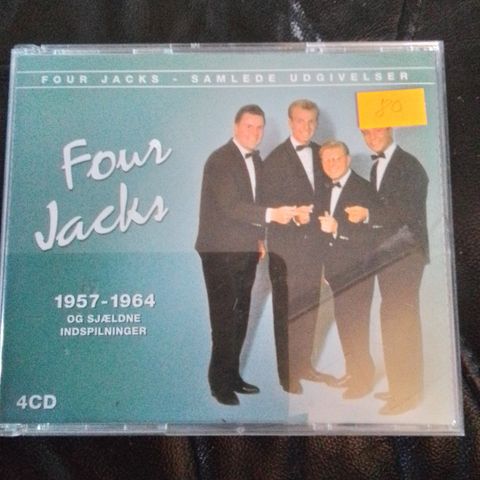 FOUR JACKS - SAMLEDE UDGIVELSER
Four
Jacks
1957-1964
OG SJÆLDNE
INDSPILNINGER
4CD